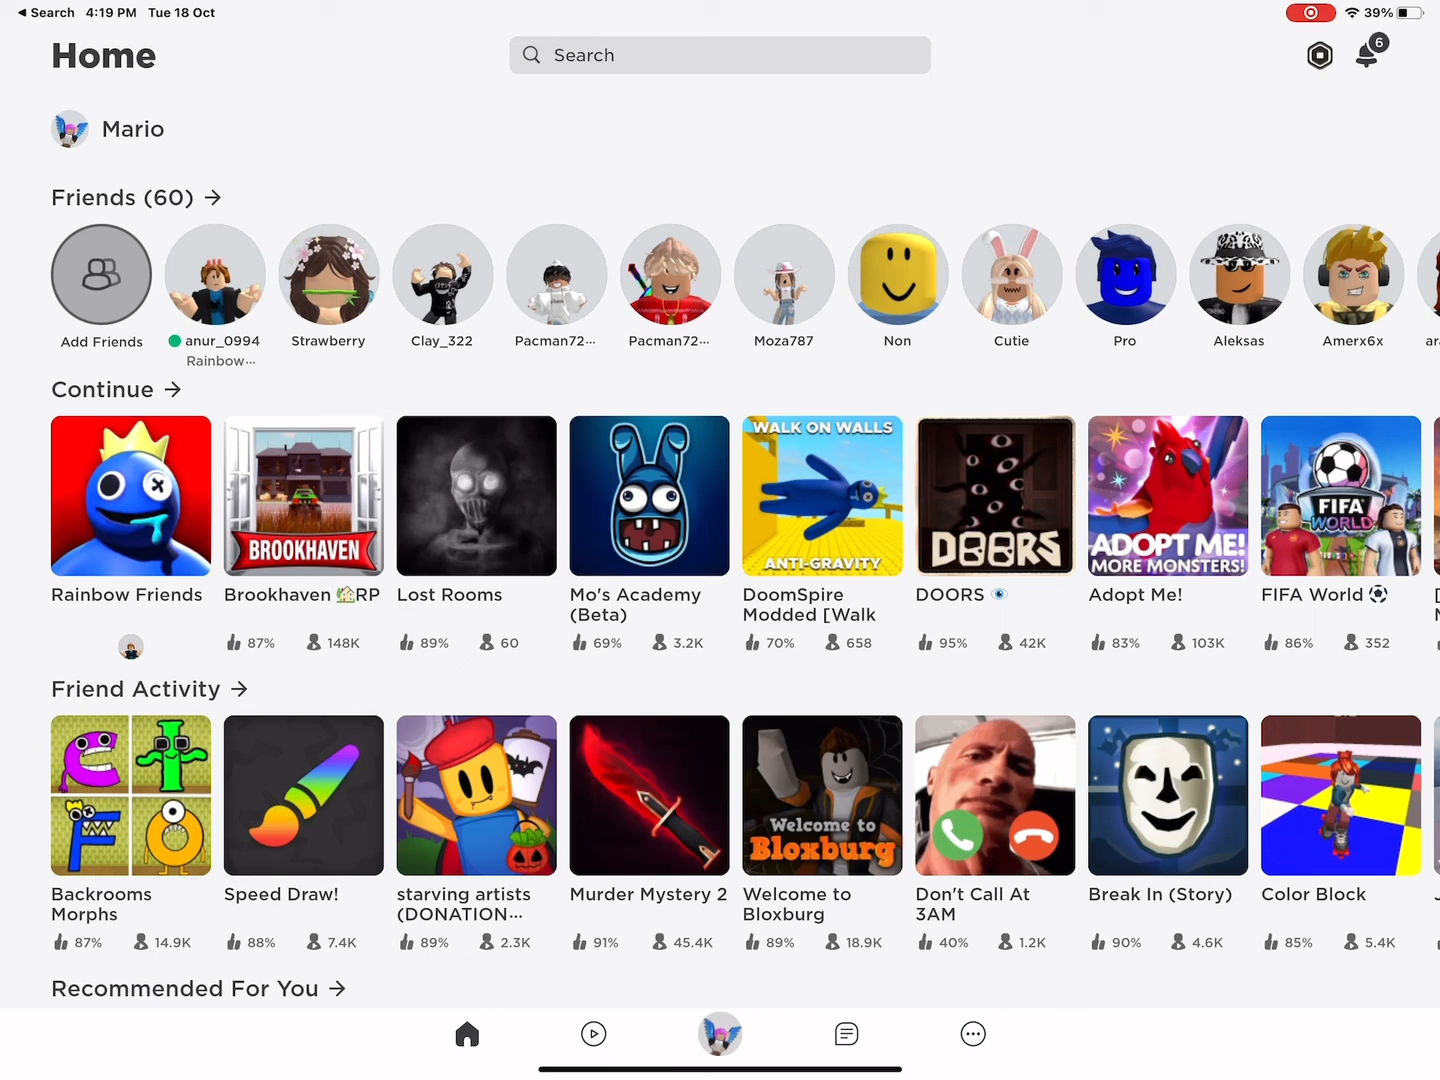 Search 4:19 PM Tue 18 Oct
39%
Home
Search
6
Mario
Friends (60)
Add Friends
anur_0994
Rainbow...
Strawberry
Clay_322
Pacman72...
Pacman72...
Moza787
Non
Cutie
Pro
Aleksas
Amerx6x
Continue
BROOKHAVEN
WALK ON WALLS
ANTI-GRAVITY
DOORS
ADOPT ME!
MORE MONSTERS!
FIFA
WORLD
Rainbow Friends
Brookhaven 🏡RP
87% 148K
Lost Rooms
89% 60
Mo's Academy
(Beta)
69% 3.2K
DoomSpire
Modded [Walk
70% 658
DOORS 👁️
95% 42K
Adopt Me!
83% 103K
FIFA World ⚽
86% 352
Friend Activity
Welcome to
Bloxburg
Backrooms
Morphs
87% 14.9K
Speed Draw!
88% 7.4K
starving artists
(DONATION...
89% 2.3K
Murder Mystery 2
91% 45.4K
Welcome to
Bloxburg
89% 18.9K
Don't Call At
3AM
40% 1.2K
Break In (Story)
90% 4.6K
Color Block
85% 5.4K
Recommended For You